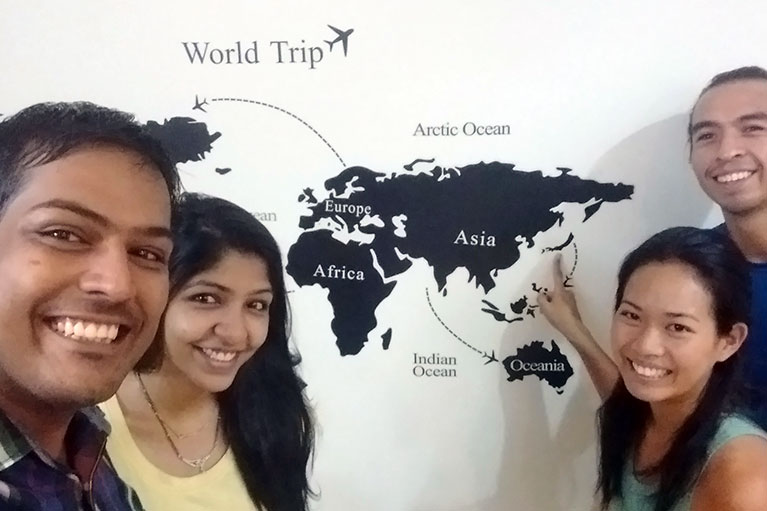 World Trip
Arctic Ocean
Europe
Asia
Africa
Indian
Ocean
Oceania